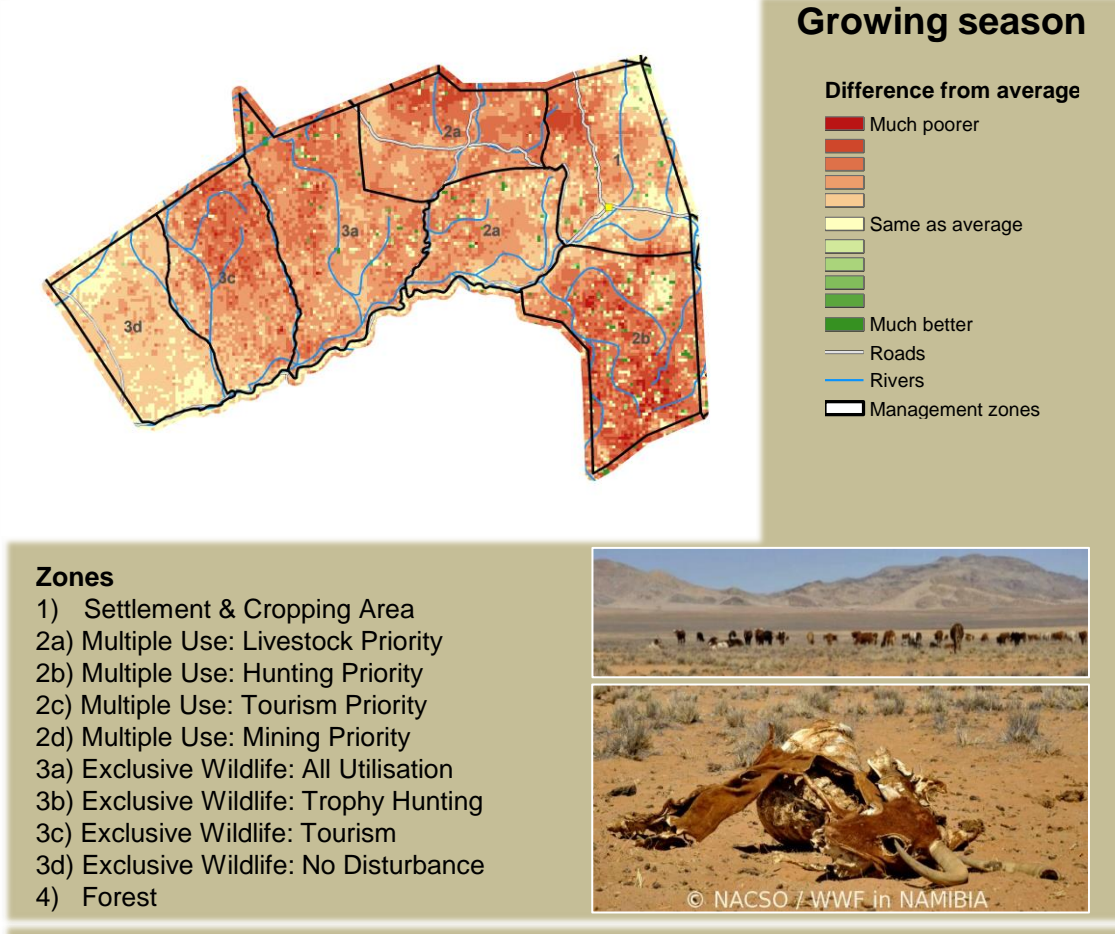 Growing season
Difference from average
Much poorer
Same as average
Much better
Roads
Rivers
Management zones
2a
1
3a
2a
3c
3d
2b
Zones
1) Settlement & Cropping Area
2a) Multiple Use: Livestock Priority
2b) Multiple Use: Hunting Priority
2c) Multiple Use: Tourism Priority
2d) Multiple Use: Mining Priority
3a) Exclusive Wildlife: All Utilisation
3b) Exclusive Wildlife: Trophy Hunting
3c) Exclusive Wildlife: Tourism
3d) Exclusive Wildlife: No Disturbance
4) Forest
© NACSO / WWF in NAMIBIA